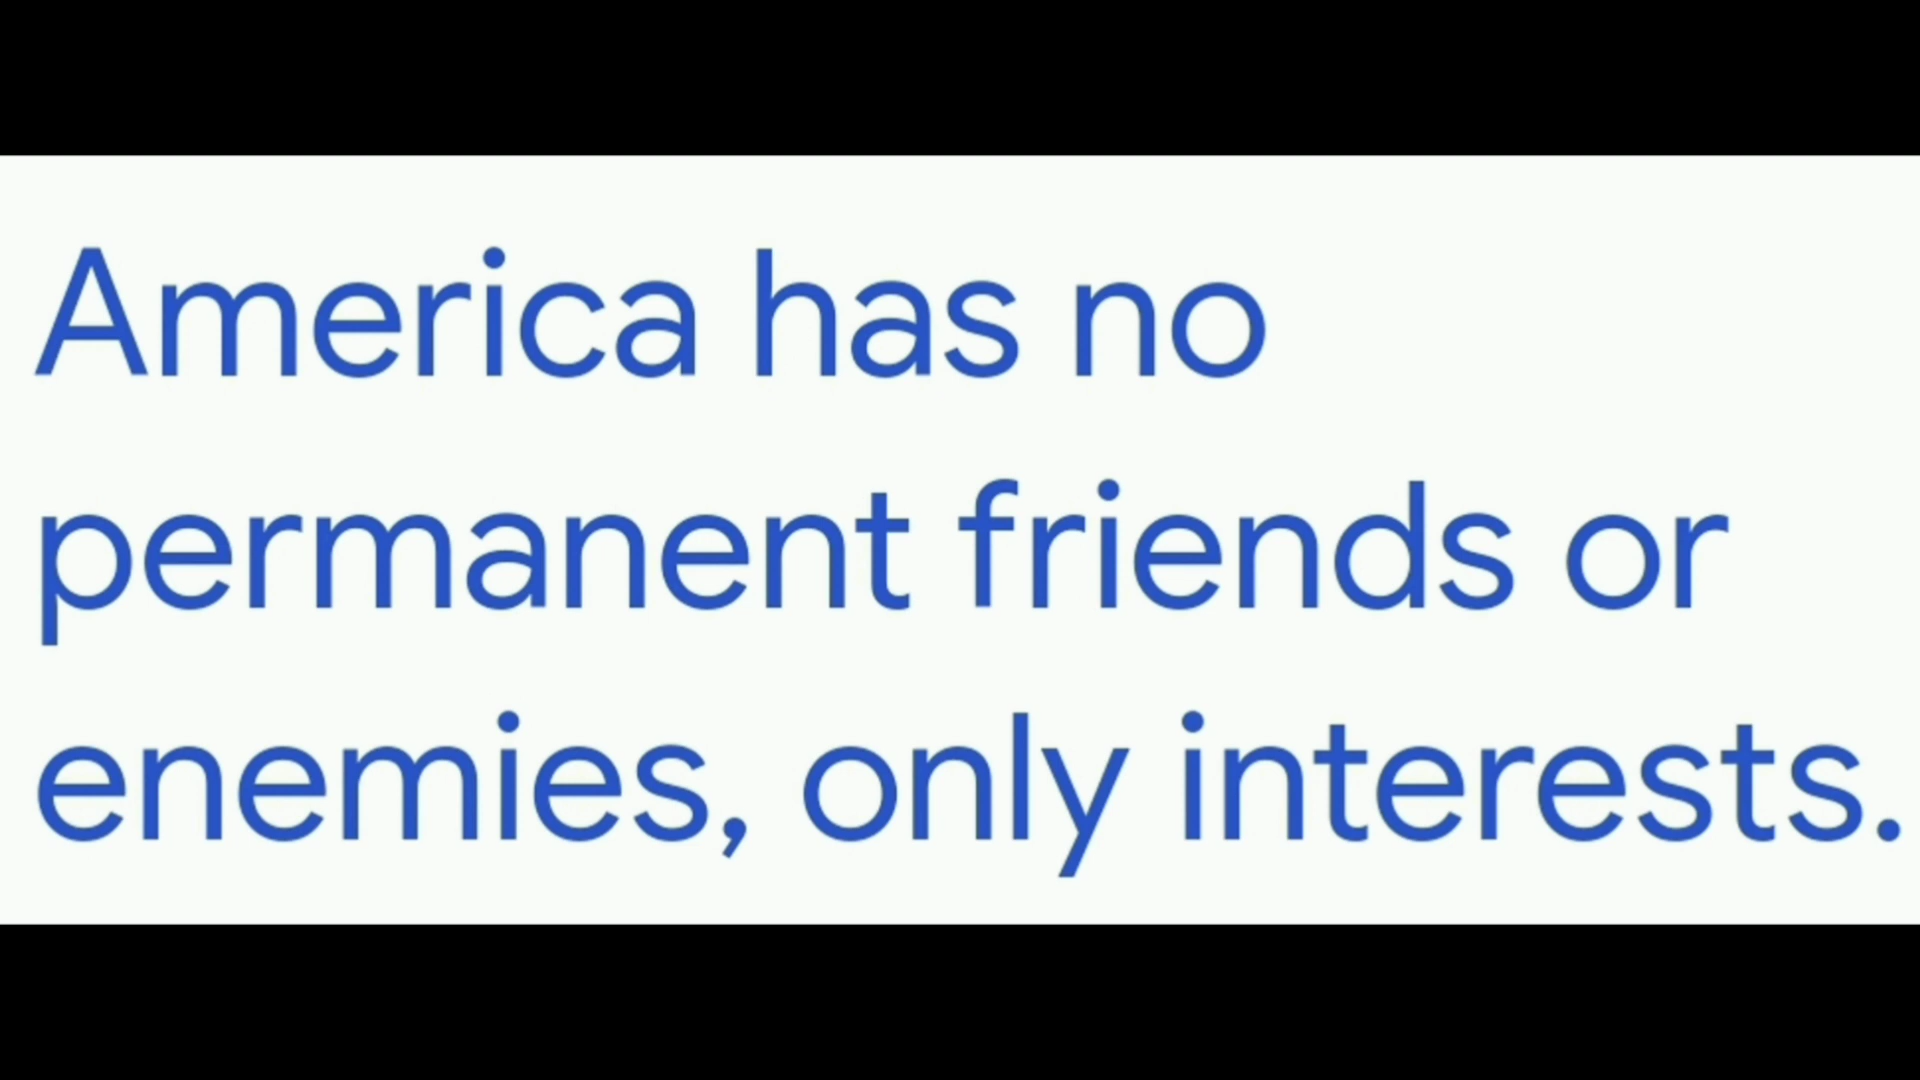 America has no
permanent friends or
enemies, only interests.